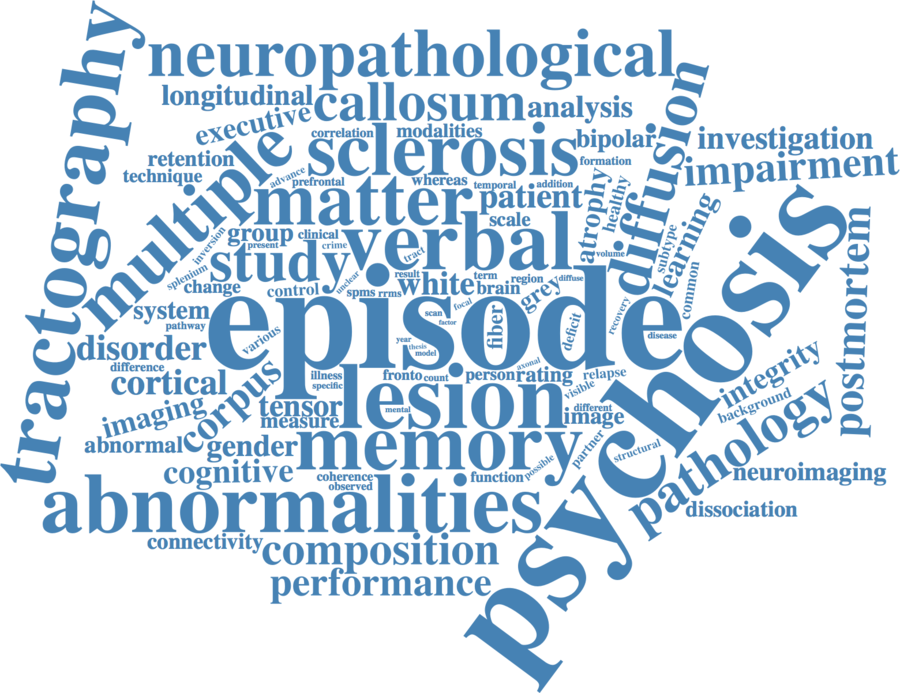 neuropathological
tractography
longitudinal
callosum
analysis
diffusion
executive
correlation
modalities
sclerosis
bipolar
investigation
multiple
retention
formation
impairment
technique
advance
prefrontal
whereas
temporal
addition
matter
patient
atrophy
healthy
scale
learning
psychosis
postmortem
group
clinical
verbal
inversion
present
crime
study
tract
volume
subtype
splenium
change
control
unclear
result
white
term
brain
region
grey
diffuse
common
spms
rrms
system
episode
focal
recovery
pathway
scan
factor
fiber
deficit
disease
various
year
thesis
model
disorder
difference
axonal
integrity
cortical
corpus
illness
specific
fronto
count
person
rating
relapse
visible
lesion
background
imaging
tensor
measure
mental
different
image
pathology
abnormal
gender
memory
partner
structural
cognitive
coherence
observed
function
possible
neuroimaging
abnormalities
dissociation
connectivity
composition
performance